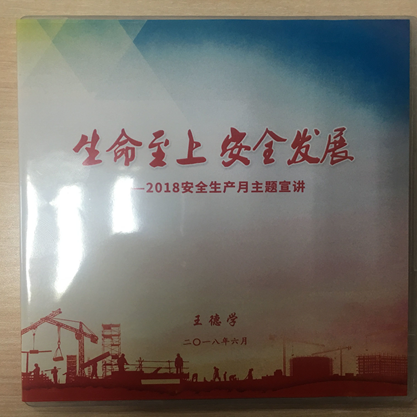 生命至上 安全发展
—2018安全生产月主题宣讲
王德学
二〇一八年六月